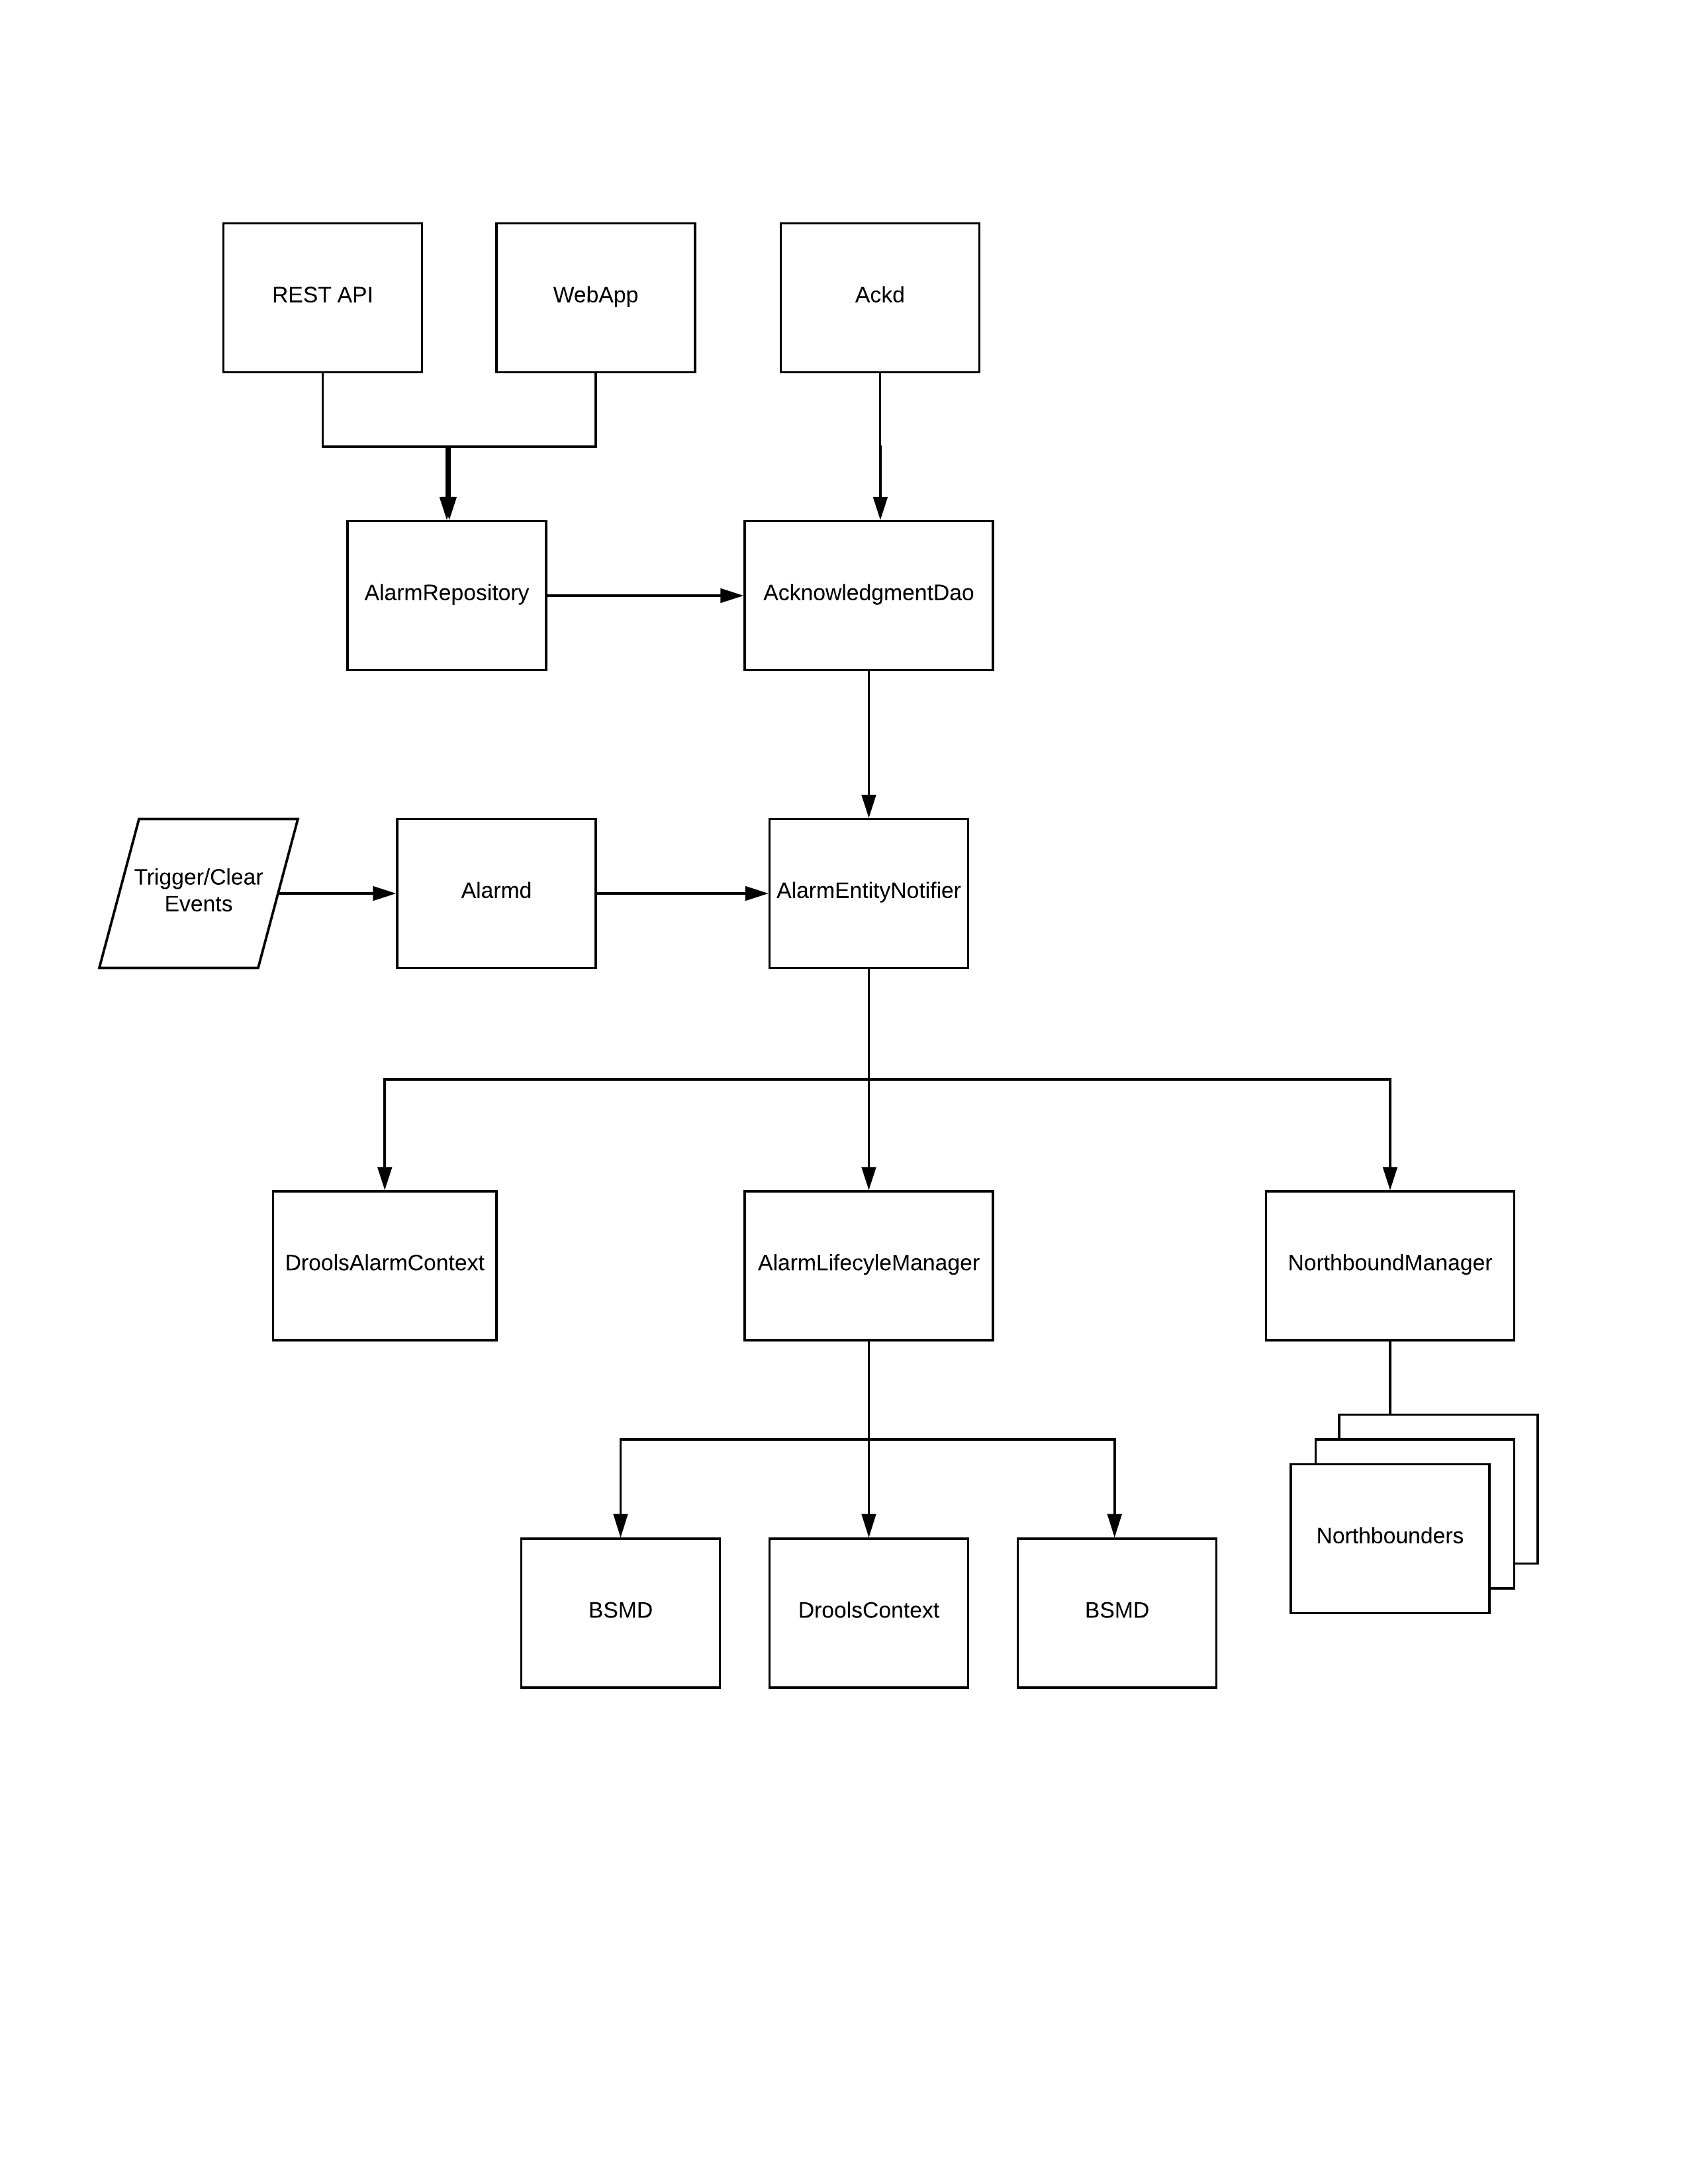 REST API
WebApp
Ackd
AlarmRepository
AcknowledgmentDao
Trigger/Clear
Events
Alarmd
AlarmEntityNotifier
DroolsAlarmContext
AlarmLifecyleManager
NorthboundManager
Northbounders
BSMD
DroolsContext
BSMD